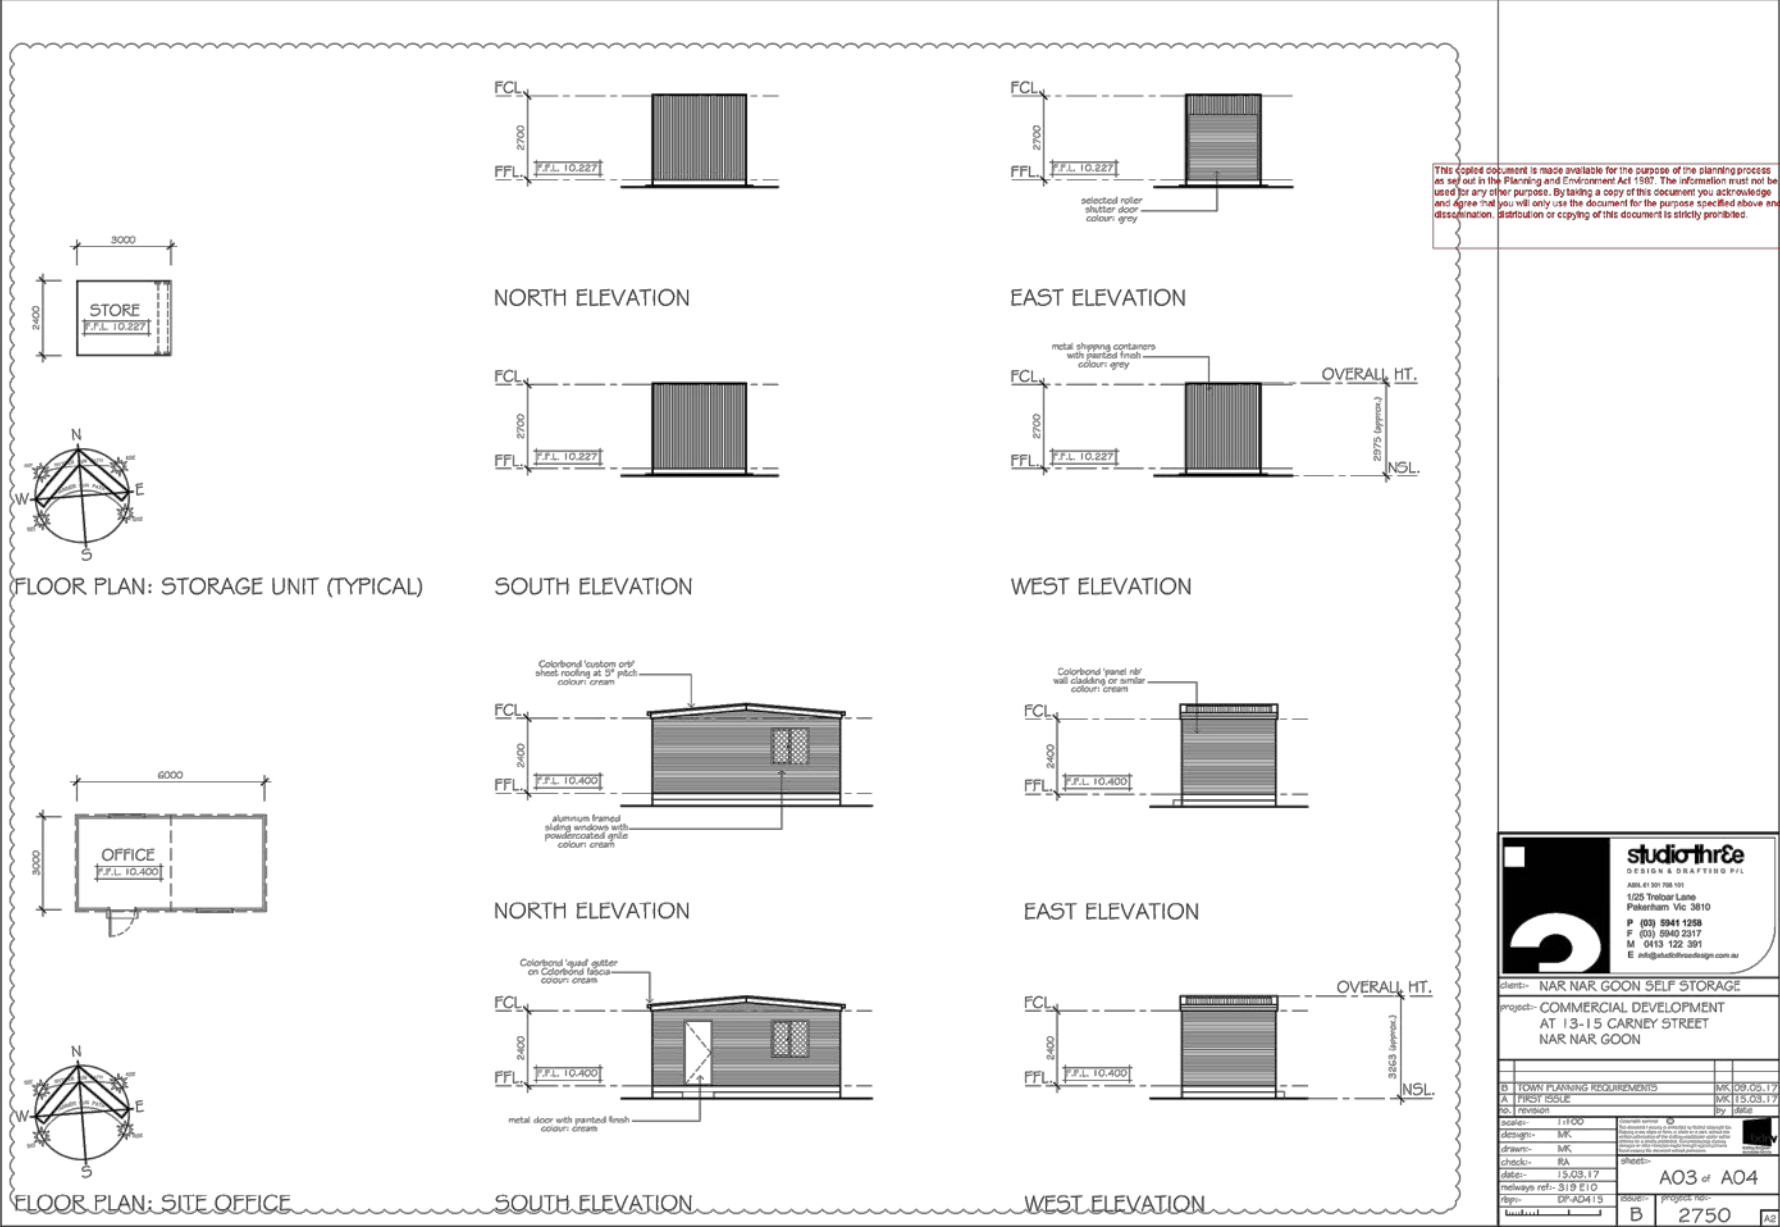 FCL.
2700
FFL.
F.F.L. 10.227
NORTH ELEVATION
FCL.
2700
FFL.
F.F.L. 10.227
selected roller
shutter door
colour: grey
EAST ELEVATION
This copied document is made available for the purpose of the planning process
as set out in the Planning and Environment Act 1987. The information must not be
used for any other purpose. By taking a copy of this document you acknowledge
and agree that you will only use the document for the purpose specified above and
dissemination, distribution or copying of this document is strictly prohibited.
3000
2400
STORE
F.F.L. 10.227
N
W
E
S
FLOOR PLAN: STORAGE UNIT (TYPICAL)
FCL.
2700
FFL.
F.F.L. 10.227
SOUTH ELEVATION
metal shipping containers
with painted finish
colour: grey
FCL.
2700
FFL.
F.F.L. 10.227
OVERALL HT.
2975 (approx.)
NSL.
WEST ELEVATION
Colorbond 'custom orb'
sheet roofing at 5° pitch
colour: cream
FCL.
2400
FFL.
F.F.L. 10.400
aluminium framed
sliding windows with
powdercoated grille
colour: cream
NORTH ELEVATION
Colorbond 'panel rib'
wall cladding or similar
colour: cream
FCL.
2400
FFL.
F.F.L. 10.400
EAST ELEVATION
6000
3000
OFFICE
F.F.L. 10.400
N
W
E
S
FLOOR PLAN: SITE OFFICE
Colorbond 'quad' gutter
on Colorbond fascia
colour: cream
FCL.
2400
FFL.
F.F.L. 10.400
metal door with painted finish
colour: cream
SOUTH ELEVATION
FCL.
2400
FFL.
F.F.L. 10.400
OVERALL HT.
3263 (approx.)
NSL.
WEST ELEVATION
studiothr3e
DESIGN & DRAFTING P/L
ABN. 61 301 768 101
1/25 Treloar Lane
Pakenham Vic 3810
P (03) 5941 1258
F (03) 5940 2317
M 0413 122 391
E info@studiothreedesign.com.au
client:- NAR NAR GOON SELF STORAGE
project:- COMMERCIAL DEVELOPMENT
AT 13-15 CARNEY STREET
NAR NAR GOON
B TOWN PLANNING REQUIREMENTS MK 09.05.17
A FIRST ISSUE MK 15.03.17
no. revision by date
scale:- 1:100
design:- MK
drawn:- MK
check:- RA
date:- 15.03.17
melways ref:- 319 E10
rbp:- DP-AD415
sheet:-
A03 of A04
issue:- B
project no:- 2750
A2